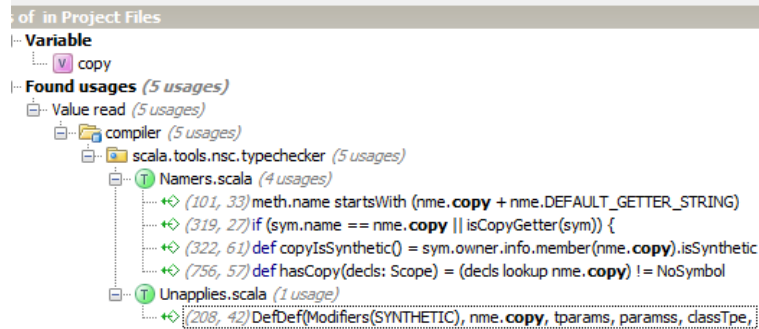 s of in Project Files
Variable
V copy
Found usages (5 usages)
Value read (5 usages)
compiler (5 usages)
scala.tools.nsc.typechecker (5 usages)
T Namers.scala (4 usages)
(101, 33) meth.name startsWith (nme.copy + nme.DEFAULT_GETTER_STRING)
(319, 27) if (sym.name == nme.copy || isCopyGetter(sym)) {
(322, 61) def copyIsSynthetic() = sym.owner.info.member(nme.copy).isSynthetic
(756, 57) def hasCopy(decls: Scope) = (decls lookup nme.copy) != NoSymbol
T Unapplies.scala (1 usage)
(208, 42) DefDef(Modifiers(SYNTHETIC), nme.copy, tparams, paramss, classTpe,